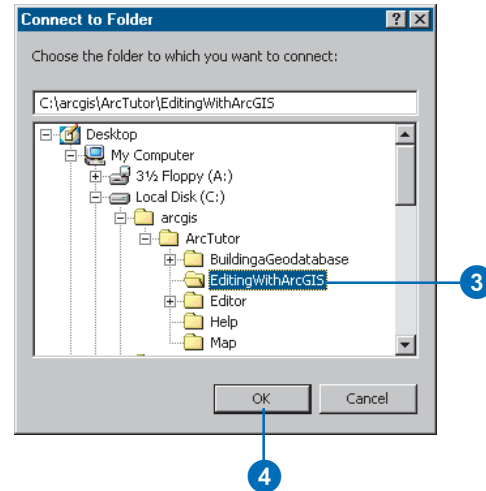 Connect to Folder
Choose the folder to which you want to connect:
C:\arcgis\ArcTutor\EditingWithArcGIS
Desktop
My Computer
3½ Floppy (A:)
Local Disk (C:)
arcgis
ArcTutor
BuildingaGeodatabase
EditingWithArcGIS
3
Editor
Help
Map
OK
Cancel
4